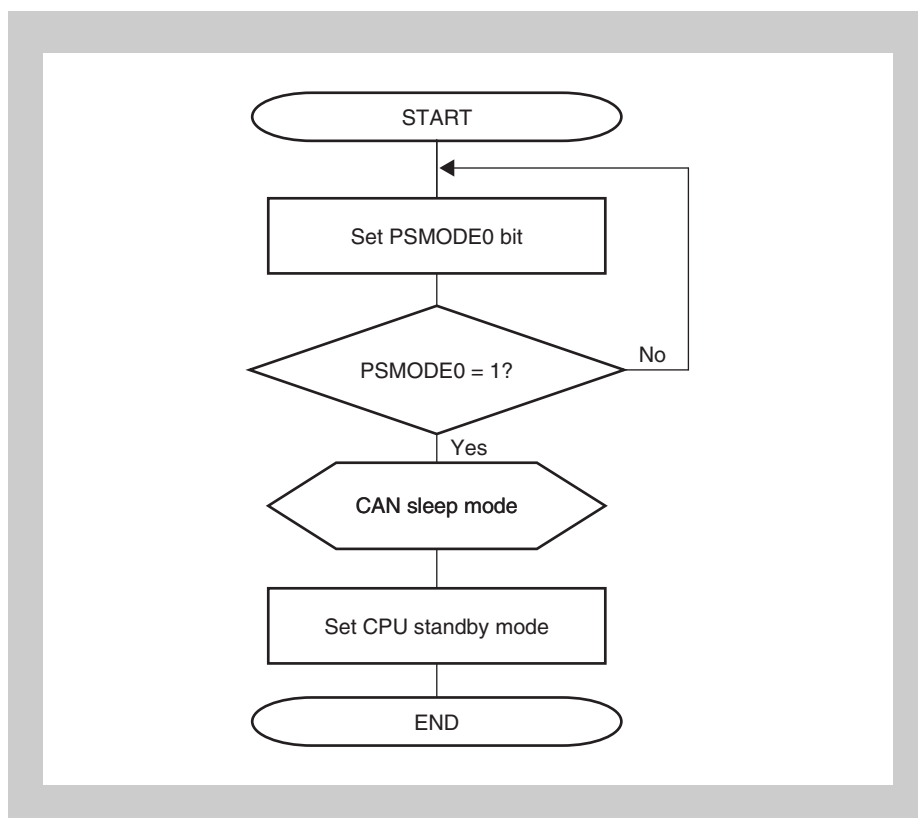 START
Set PSMODE0 bit
PSMODE0 = 1?
No
Yes
CAN sleep mode
Set CPU standby mode
END